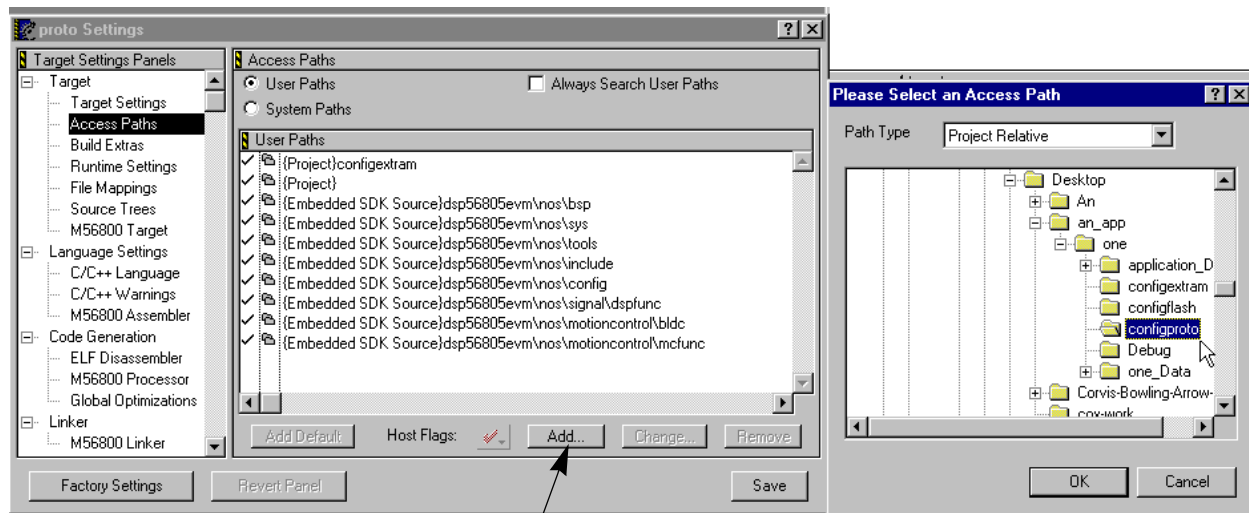 proto Settings
Target Settings Panels
Target
Target Settings
Access Paths
Build Extras
Runtime Settings
File Mappings
Source Trees
M56800 Target
Language Settings
C/C++ Language
C/C++ Warnings
M56800 Assembler
Code Generation
ELF Disassembler
M56800 Processor
Global Optimizations
Linker
M56800 Linker
Access Paths
User Paths
Always Search User Paths
System Paths
User Paths
{Project}configextram
{Project}
{Embedded SDK Source}dsp56805evm\nos\bsp
{Embedded SDK Source}dsp56805evm\nos\sys
{Embedded SDK Source}dsp56805evm\nos\tools
{Embedded SDK Source}dsp56805evm\nos\include
{Embedded SDK Source}dsp56805evm\nos\config
{Embedded SDK Source}dsp56805evm\nos\signal\dspfunc
{Embedded SDK Source}dsp56805evm\nos\motioncontrol\bldc
{Embedded SDK Source}dsp56805evm\nos\motioncontrol\mcfunc
Add Default
Host Flags:
Add...
Change...
Remove
Factory Settings
Revert Panel
Save
Please Select an Access Path
Path Type
Project Relative
Desktop
An
an_app
one
application_D
configextram
configflash
configproto
Debug
one_Data
Corvis-Bowling-Arrow-
cox-work
OK
Cancel